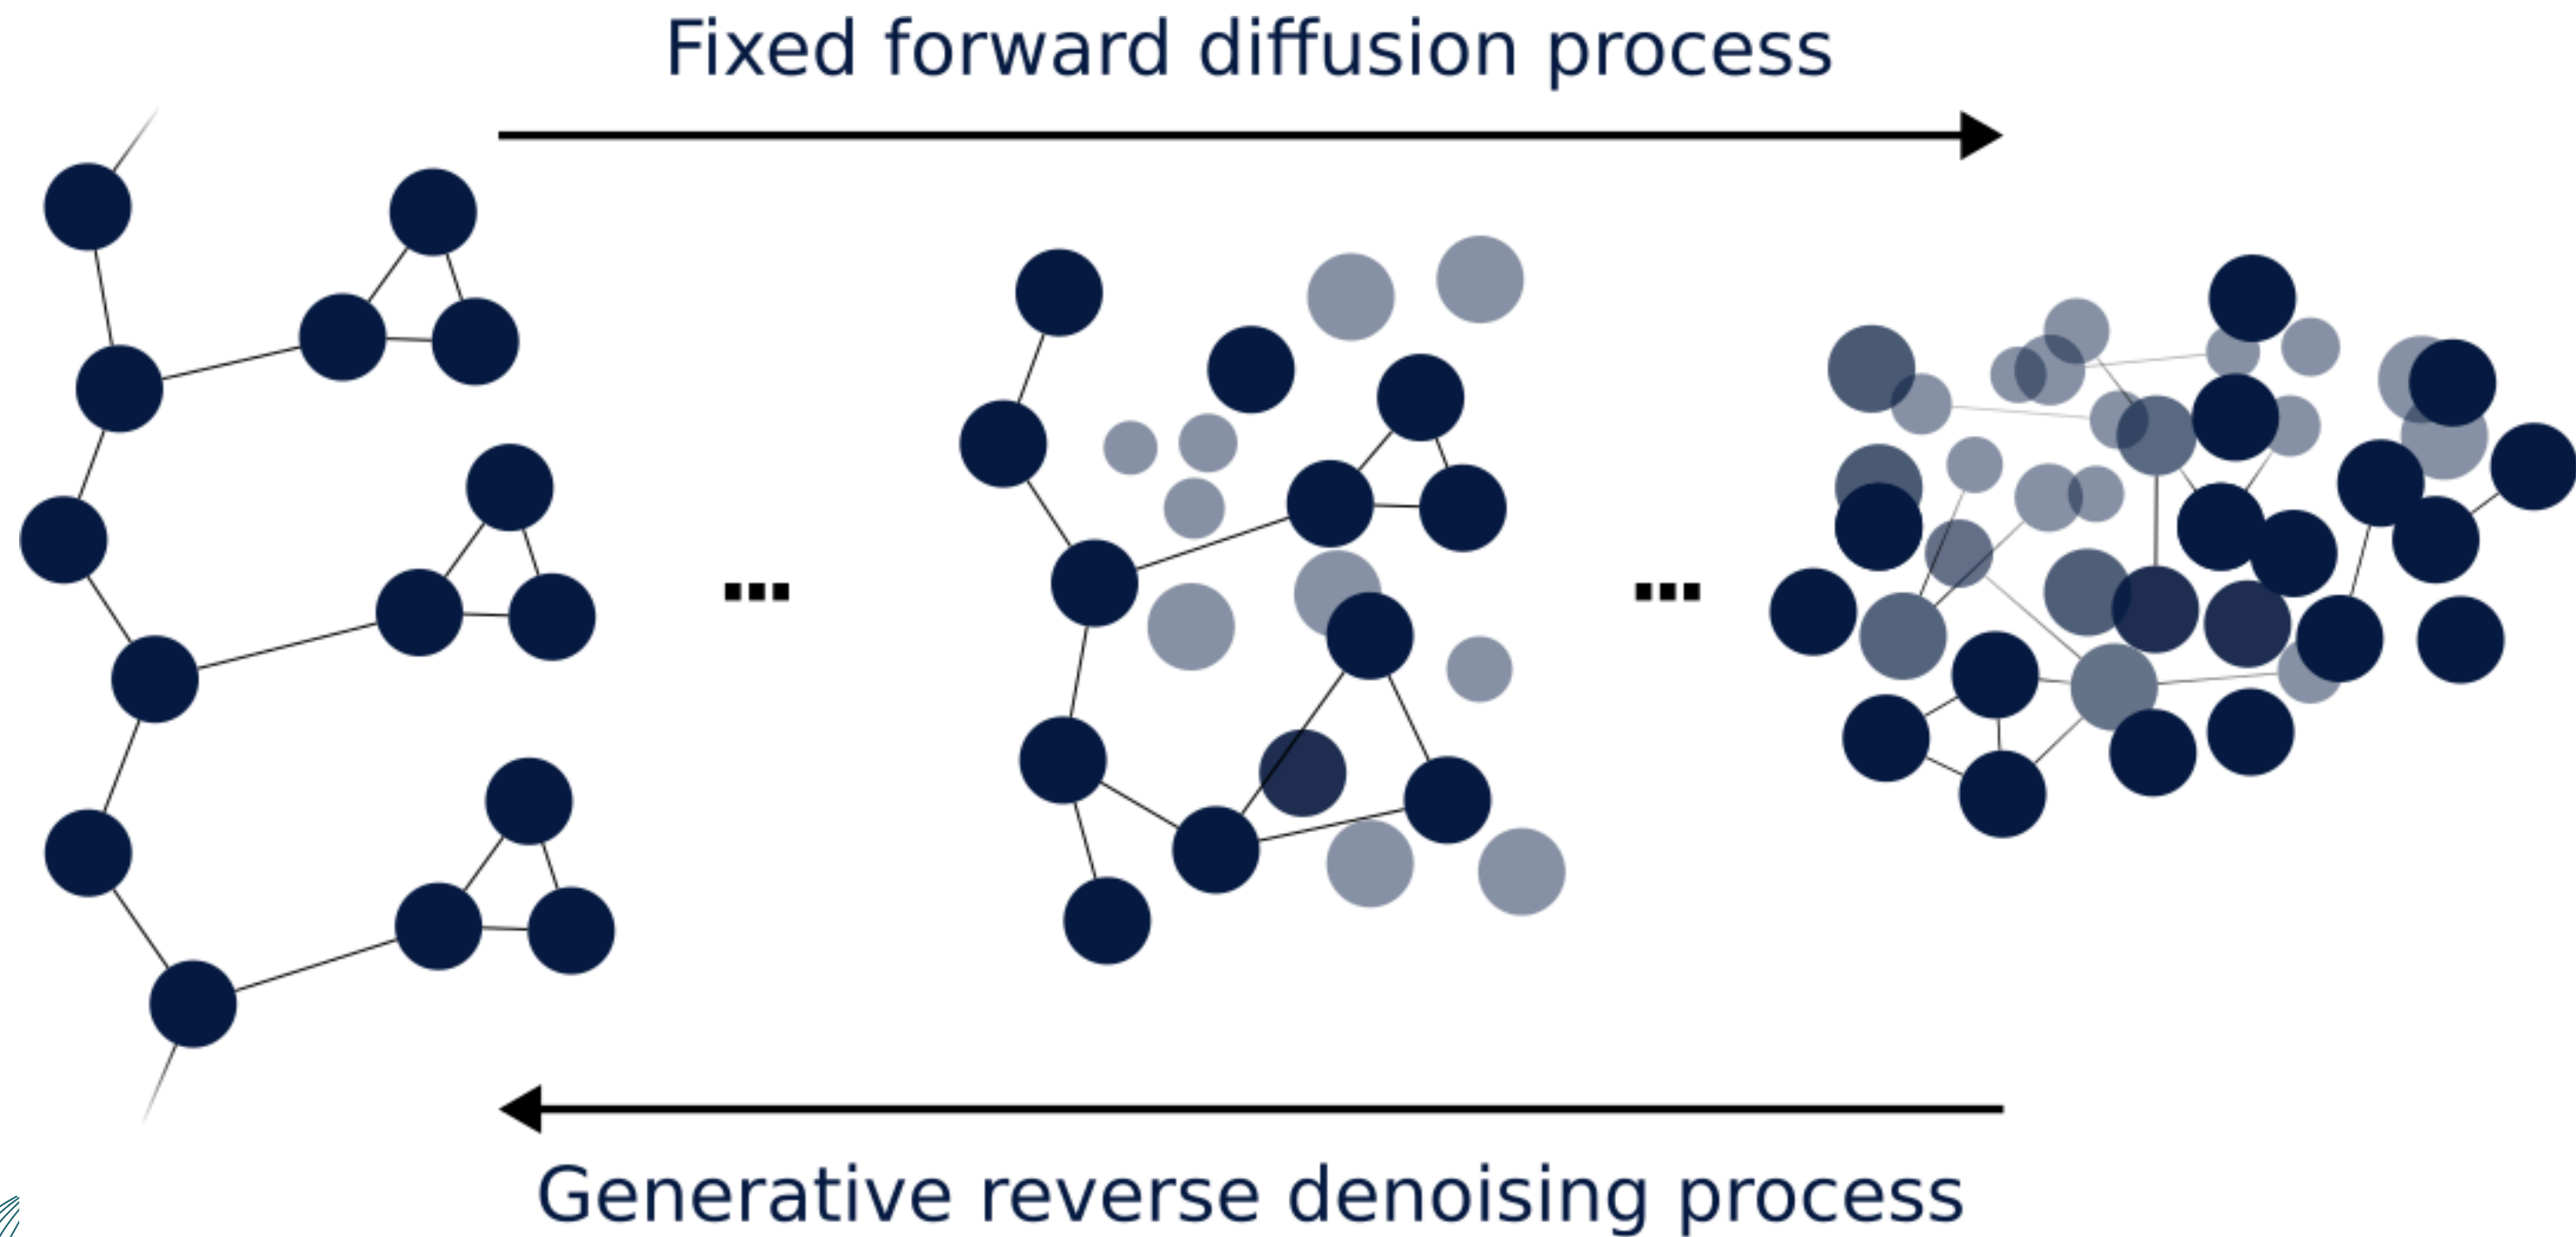 Fixed forward diffusion process
... ...
Generative reverse denoising process